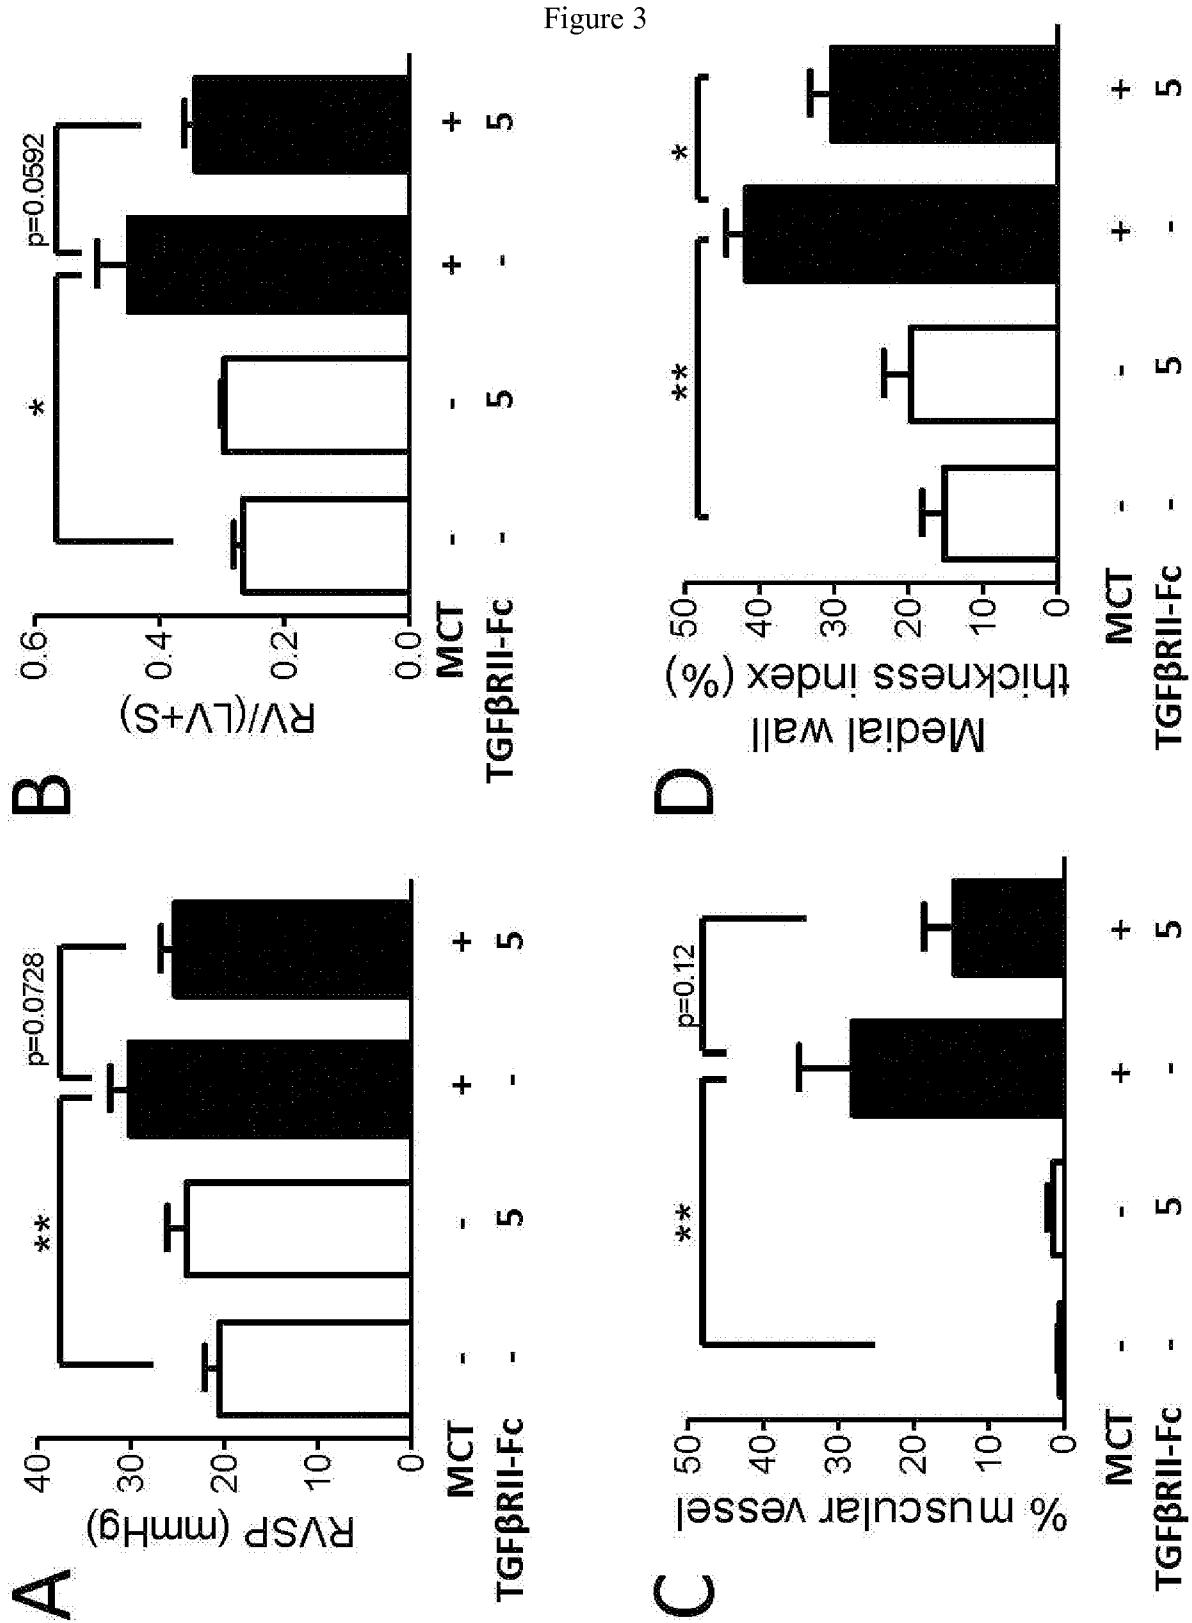 Figure 3
A
RVSP (mmHg)
40
30
20
10
0
**
p=0.0728
MCT - - + +
TGFβRII-Fc - 5 - 5
B
RV/(LV+S)
0.6
0.4
0.2
0.0
*
p=0.0592
MCT - - + +
TGFβRII-Fc - 5 - 5
C
% muscular vessel
50
40
30
20
10
0
**
p=0.12
MCT - - + +
TGFβRII-Fc - 5 - 5
D
Medial wall
thickness index (%)
50
40
30
20
10
0
**
*
MCT - - + +
TGFβRII-Fc - 5 - 5